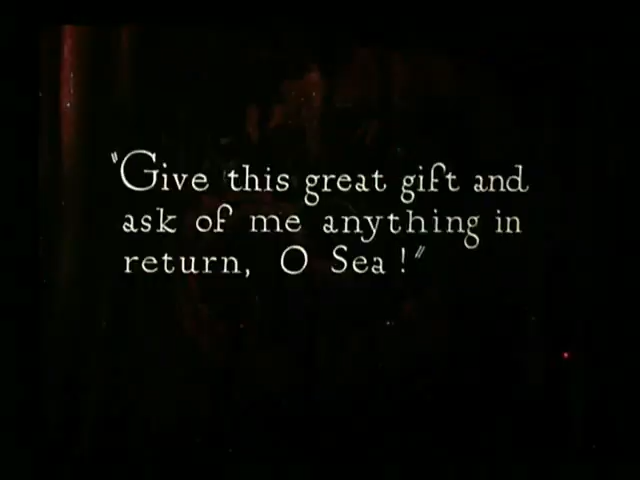 "Give this great gift and
ask of me anything in
return, O Sea!"